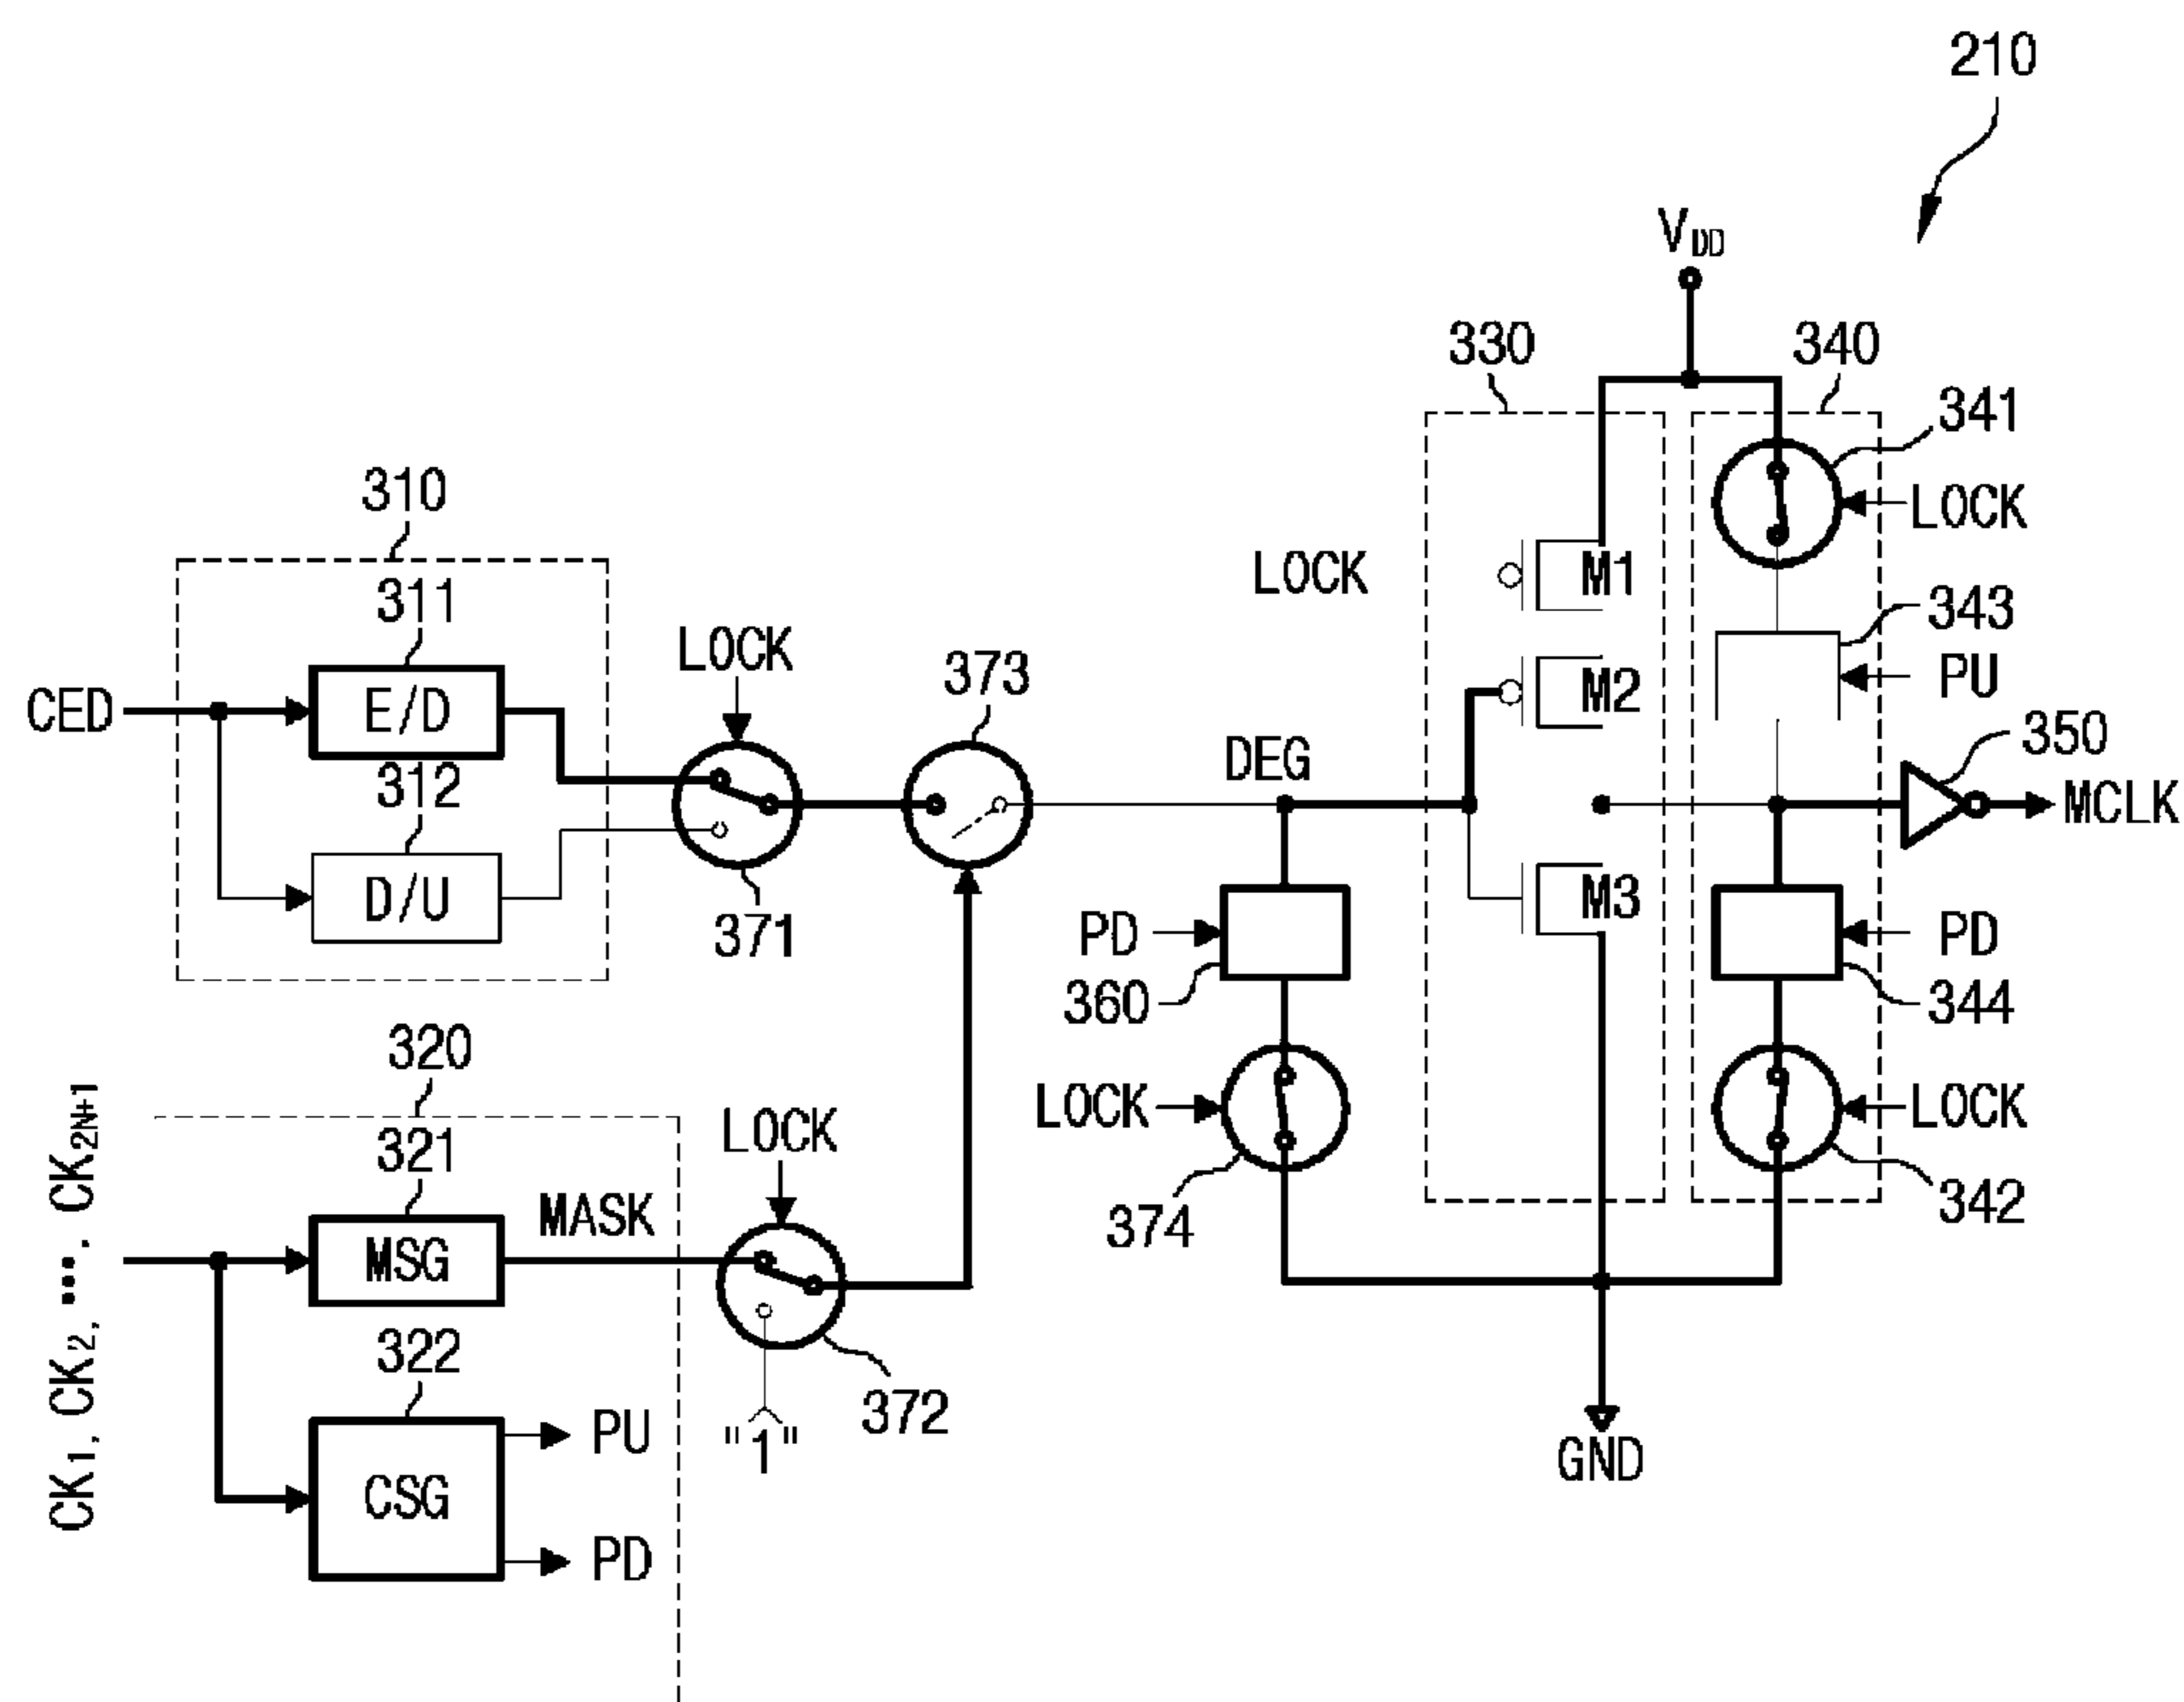 210
V_DD
330
340
341
LOCK
310
LOCK
M1
311
343
LOCK
373
CED
E/D
M2
PU
350
DEG
312
MCLK
D/U
M3
371
PD
PD
360
344
320
CK1, CK2, •••, CK2N+1
LOCK
LOCK
LOCK
321
MASK
374
342
MSG
322
372
PU
"1"
GND
CSG
PD